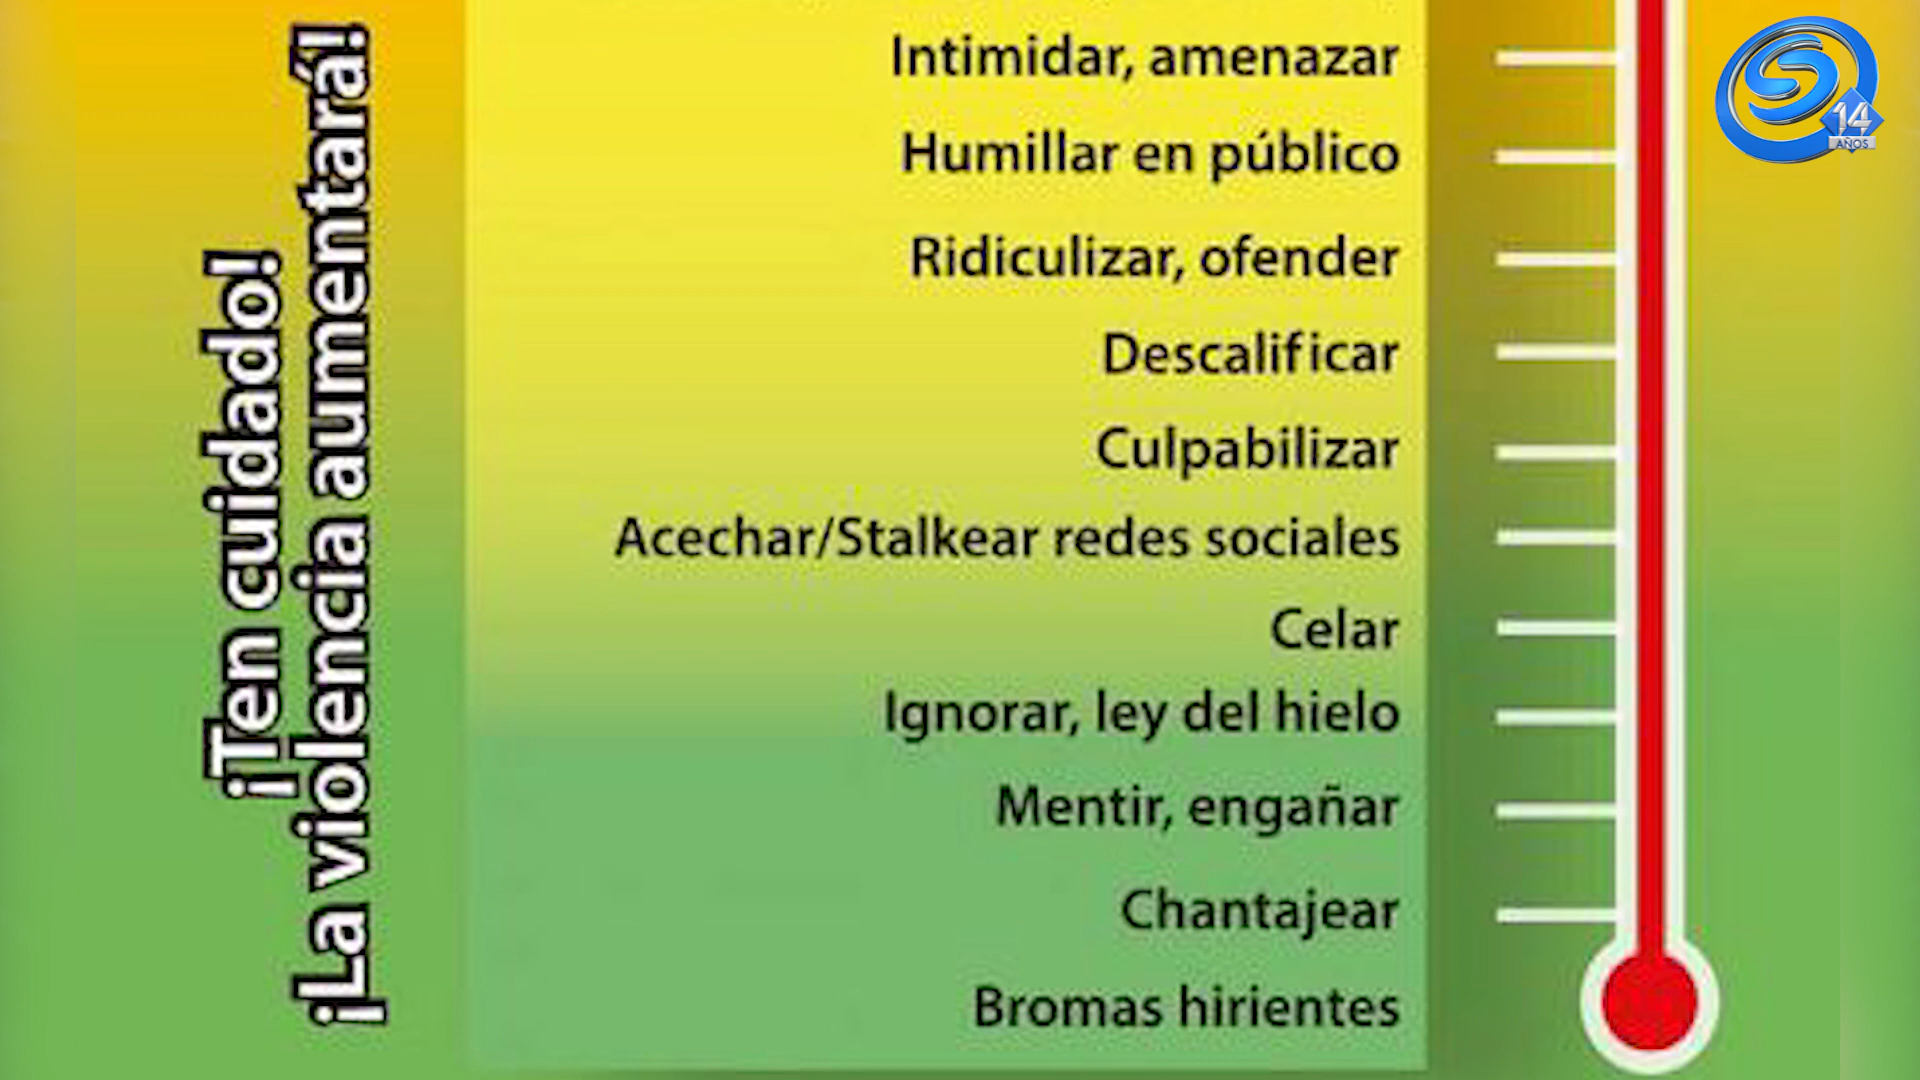 ¡Ten cuidado!
¡La violencia aumentará!
Intimidar, amenazar
Humillar en público
Ridiculizar, ofender
Descalificar
Culpabilizar
Acechar/Stalkear redes sociales
Celar
Ignorar, ley del hielo
Mentir, engañar
Chantajear
Bromas hirientes
S
14
AÑOS